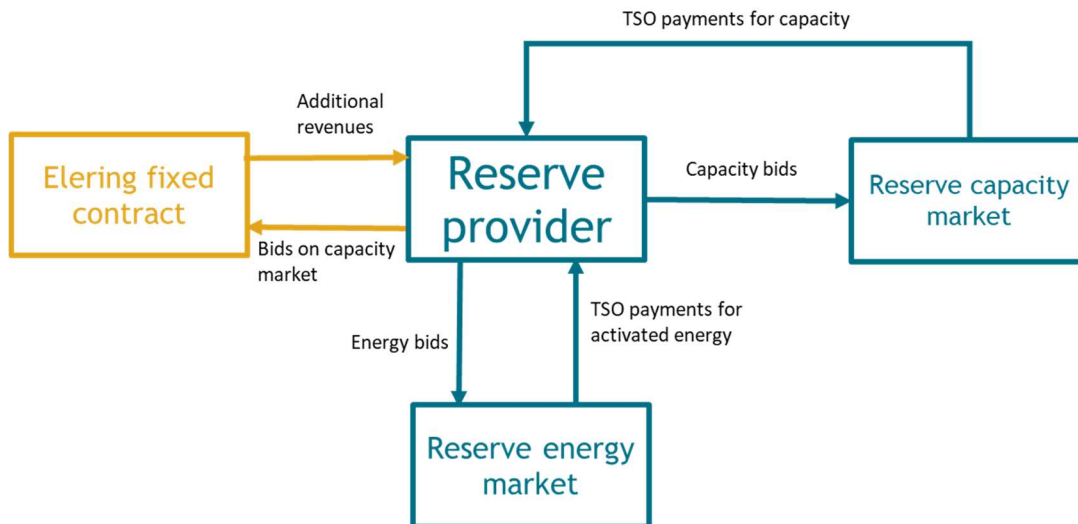 TSO payments for capacity
Additional
revenues
Elering fixed
contract
Reserve
provider
Capacity bids
Reserve capacity
market
Bids on capacity
market
Energy bids
TSO payments for
activated energy
Reserve energy
market